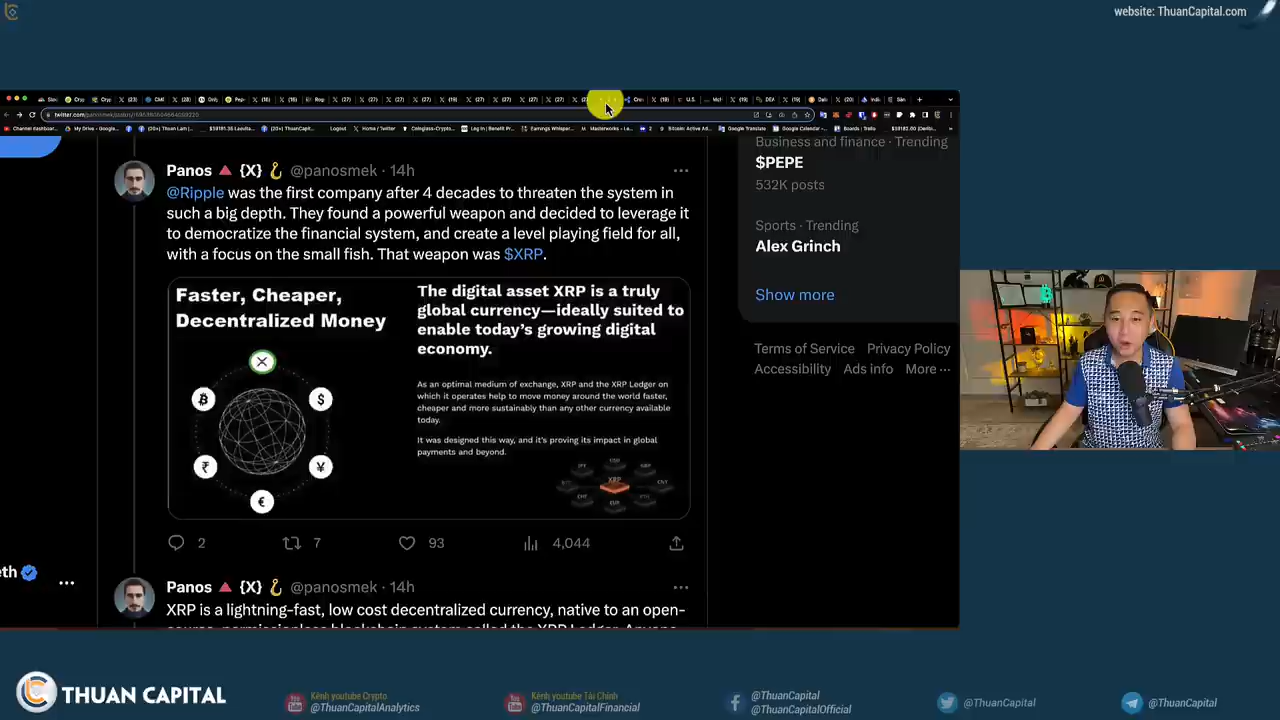 website: ThuanCapital.com
Panos 🔺 {X} 🪝 @panosmek · 14h
@Ripple was the first company after 4 decades to threaten the system in
such a big depth. They found a powerful weapon and decided to leverage it
to democratize the financial system, and create a level playing field for all,
with a focus on the small fish. That weapon was $XRP.
Faster, Cheaper,
Decentralized Money
The digital asset XRP is a truly
global currency—ideally suited to
enable today's growing digital
economy.
As an optimal medium of exchange, XRP and the XRP Ledger on
which it operates help to move money around the world faster,
cheaper and more sustainably than any other currency available
today.
It was designed this way, and it's proving its impact in global
payments and beyond.
XRP
2
7
93
4,044
Panos 🔺 {X} 🪝 @panosmek · 14h
XRP is a lightning-fast, low cost decentralized currency, native to an open-
eth
Business and finance · Trending
$PEPE
532K posts
Sports · Trending
Alex Grinch
Show more
Terms of Service Privacy Policy
Accessibility Ads info More ···
THUAN CAPITAL
Kênh youtube Crypto
@ThuanCapitalAnalytics
Kênh youtube Tài Chính
@ThuanCapitalFinancial
@ThuanCapital
@ThuanCapitalOfficial
@ThuanCapital
@ThuanCapital